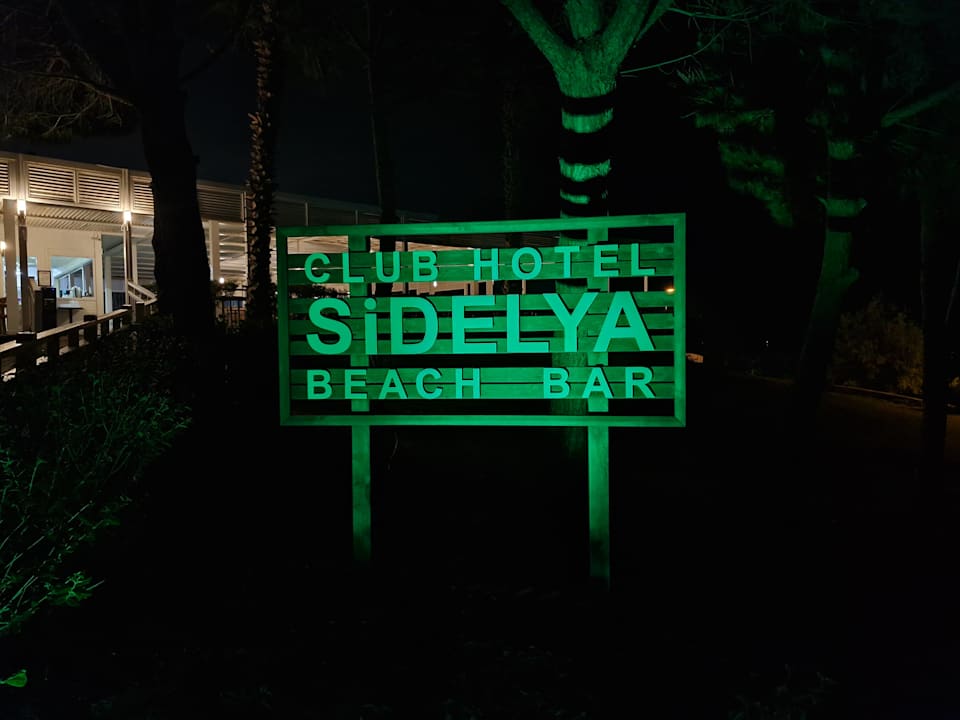 CLUB HOTEL
SiDELYA
BEACH BAR